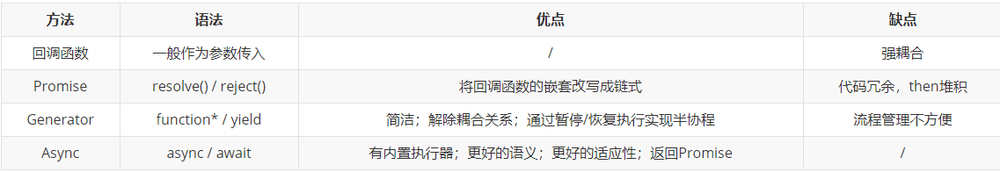 方法 语法 优点 缺点
回调函数 一般作为参数传入 / 强耦合
Promise resolve() / reject() 将回调函数的嵌套改写成链式 代码冗余，then堆积
Generator function* / yield 简洁；解除耦合关系；通过暂停/恢复执行实现半协程 流程管理不方便
Async async / await 有内置执行器；更好的语义；更好的适应性；返回Promise /